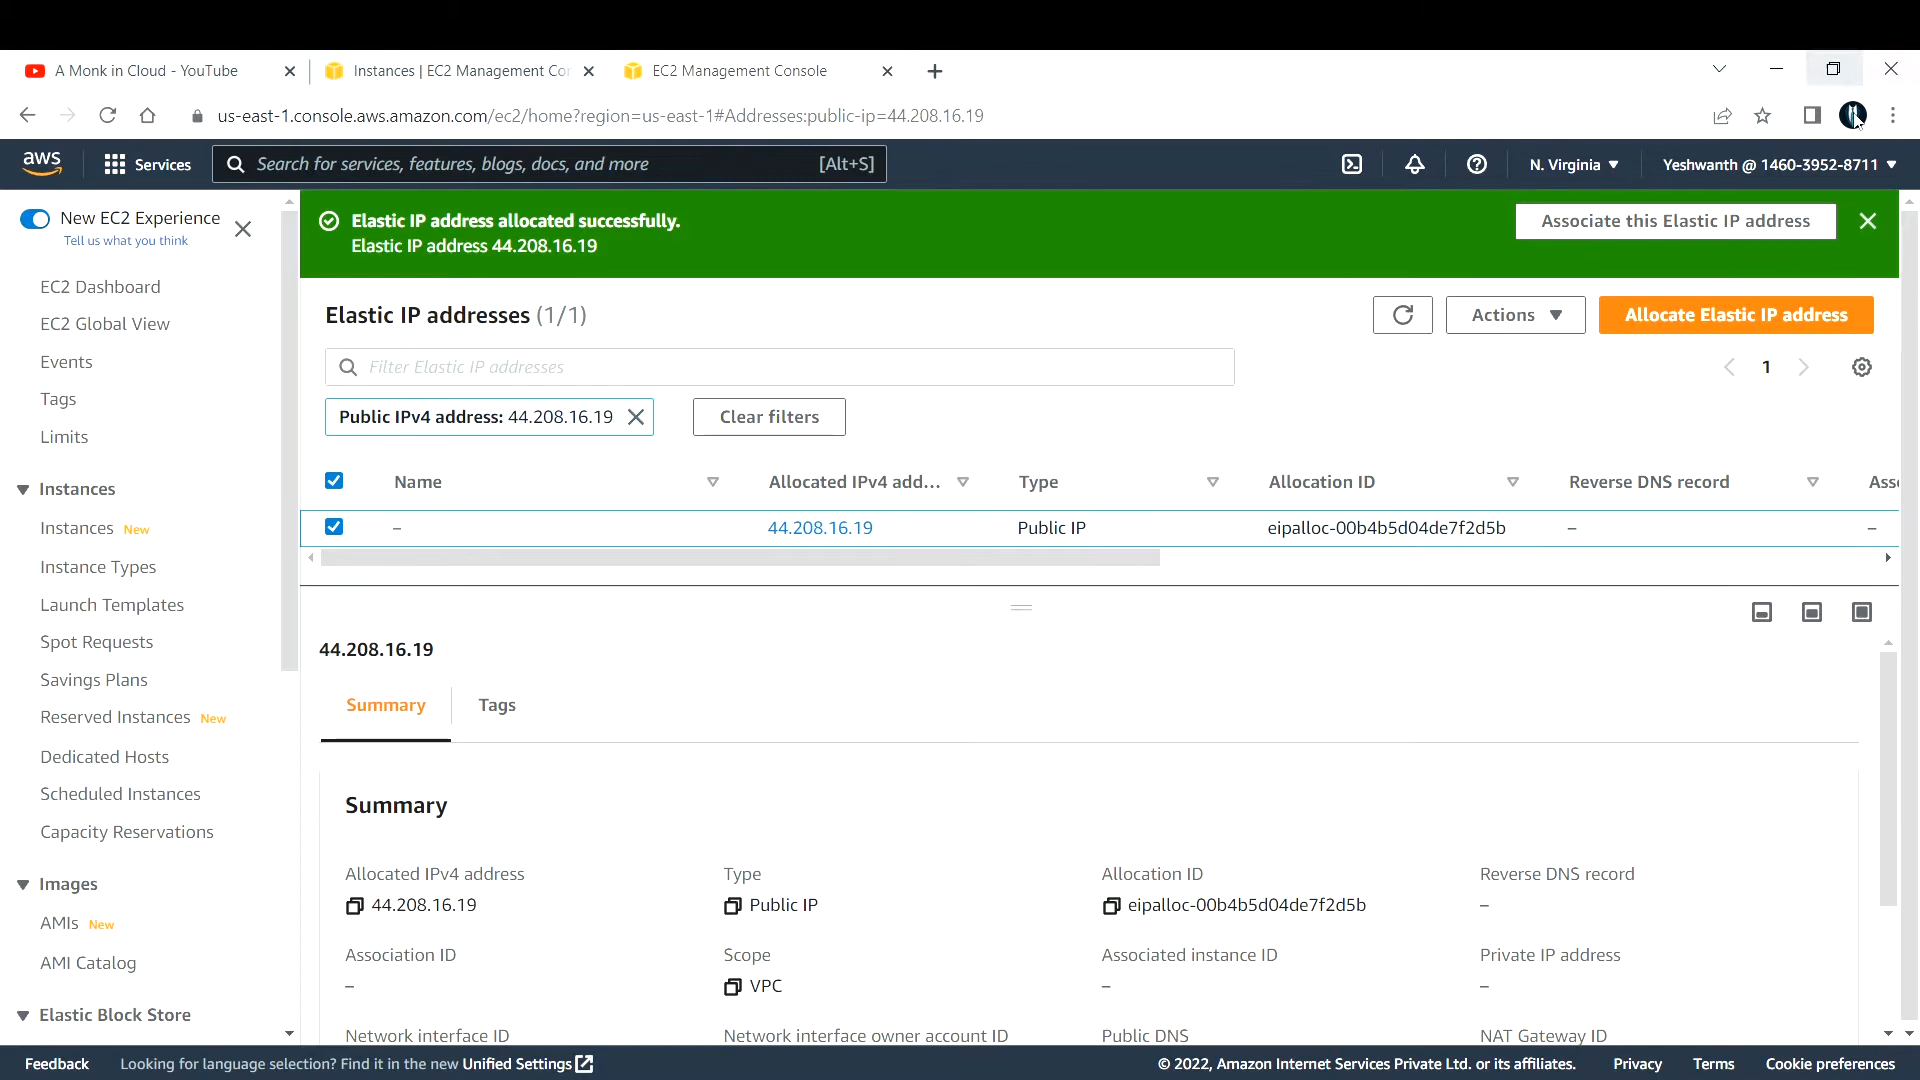 A Monk in Cloud - YouTube
Instances | EC2 Management Con
EC2 Management Console
us-east-1.console.aws.amazon.com/ec2/home?region=us-east-1#Addresses:public-ip=44.208.16.19
aws
Services
Search for services, features, blogs, docs, and more
[Alt+S]
N. Virginia
Yeshwanth @ 1460-3952-8711
New EC2 Experience
Tell us what you think
EC2 Dashboard
EC2 Global View
Events
Tags
Limits
Instances
Instances New
Instance Types
Launch Templates
Spot Requests
Savings Plans
Reserved Instances New
Dedicated Hosts
Scheduled Instances
Capacity Reservations
Images
AMIs New
AMI Catalog
Elastic Block Store
Elastic IP address allocated successfully.
Elastic IP address 44.208.16.19
Associate this Elastic IP address
Elastic IP addresses (1/1)
Actions
Allocate Elastic IP address
Filter Elastic IP addresses
1
Public IPv4 address: 44.208.16.19
Clear filters
Name
Allocated IPv4 add...
Type
Allocation ID
Reverse DNS record
Asso
–
44.208.16.19
Public IP
eipalloc-00b4b5d04de7f2d5b
–
–
44.208.16.19
Summary
Tags
Summary
Allocated IPv4 address
44.208.16.19
Type
Public IP
Allocation ID
eipalloc-00b4b5d04de7f2d5b
Reverse DNS record
–
Association ID
–
Scope
VPC
Associated instance ID
–
Private IP address
–
Network interface ID
Network interface owner account ID
Public DNS
NAT Gateway ID
Feedback
Looking for language selection? Find it in the new Unified Settings
© 2022, Amazon Internet Services Private Ltd. or its affiliates.
Privacy
Terms
Cookie preferences